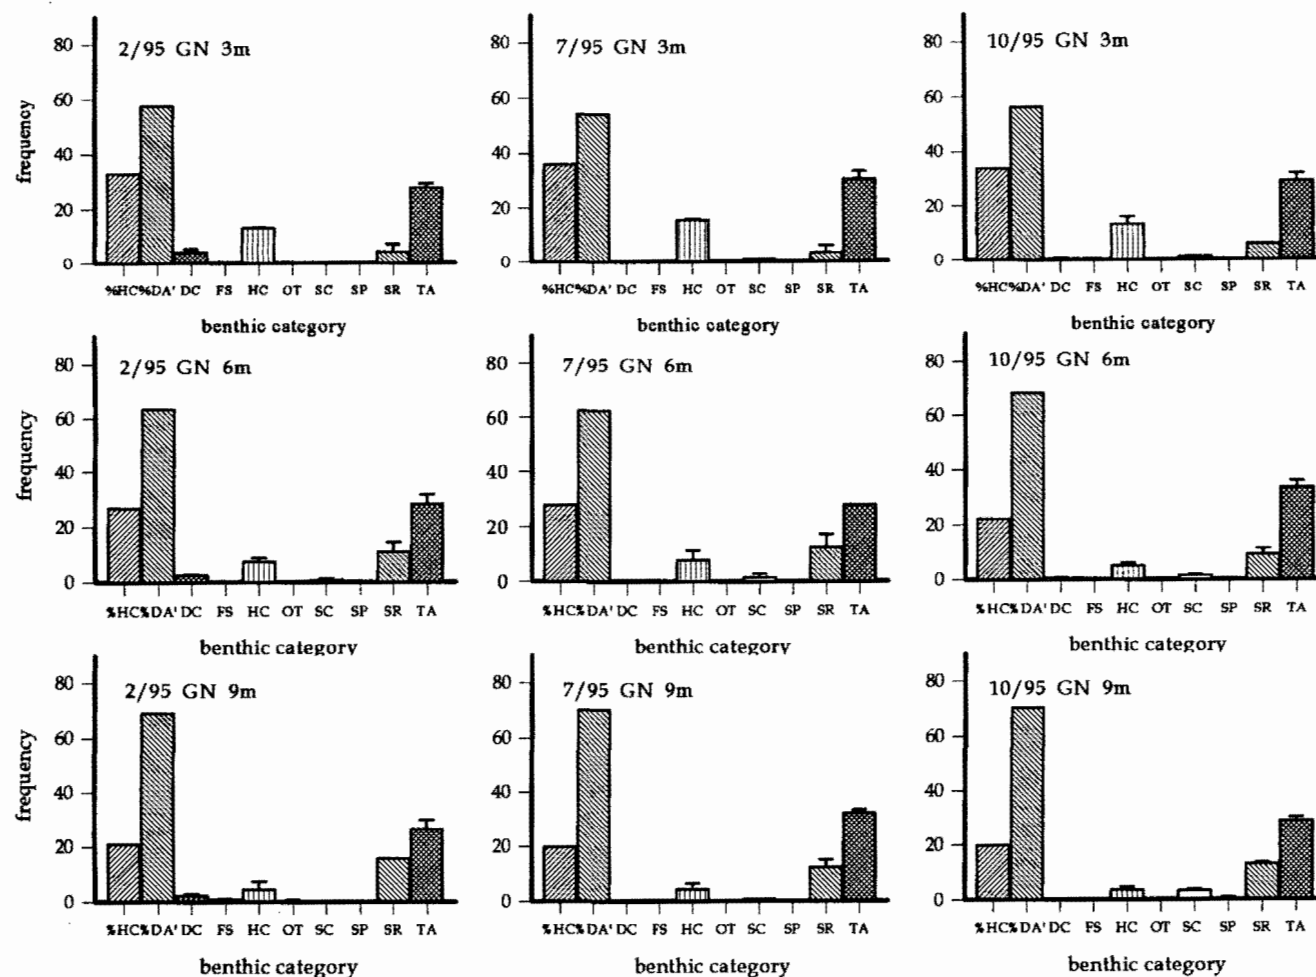 2/95 GN 3m
80
60
40
20
0
frequency
%HC %DA' DC FS HC OT SC SP SR TA
benthic category
7/95 GN 3m
80
60
40
20
0
%HC %DA' DC FS HC OT SC SP SR TA
benthic category
10/95 GN 3m
80
60
40
20
0
%HC %DA' DC FS HC OT SC SP SR TA
benthic category
2/95 GN 6m
80
60
40
20
0
frequency
%HC %DA' DC FS HC OT SC SP SR TA
benthic category
7/95 GN 6m
80
60
40
20
0
%HC %DA' DC FS HC OT SC SP SR TA
benthic category
10/95 GN 6m
80
60
40
20
0
%HC %DA' DC FS HC OT SC SP SR TA
benthic category
2/95 GN 9m
80
60
40
20
0
frequency
%HC %DA' DC FS HC OT SC SP SR TA
benthic category
7/95 GN 9m
80
60
40
20
0
%HC %DA' DC FS HC OT SC SP SR TA
benthic category
10/95 GN 9m
80
60
40
20
0
%HC %DA' DC FS HC OT SC SP SR TA
benthic category